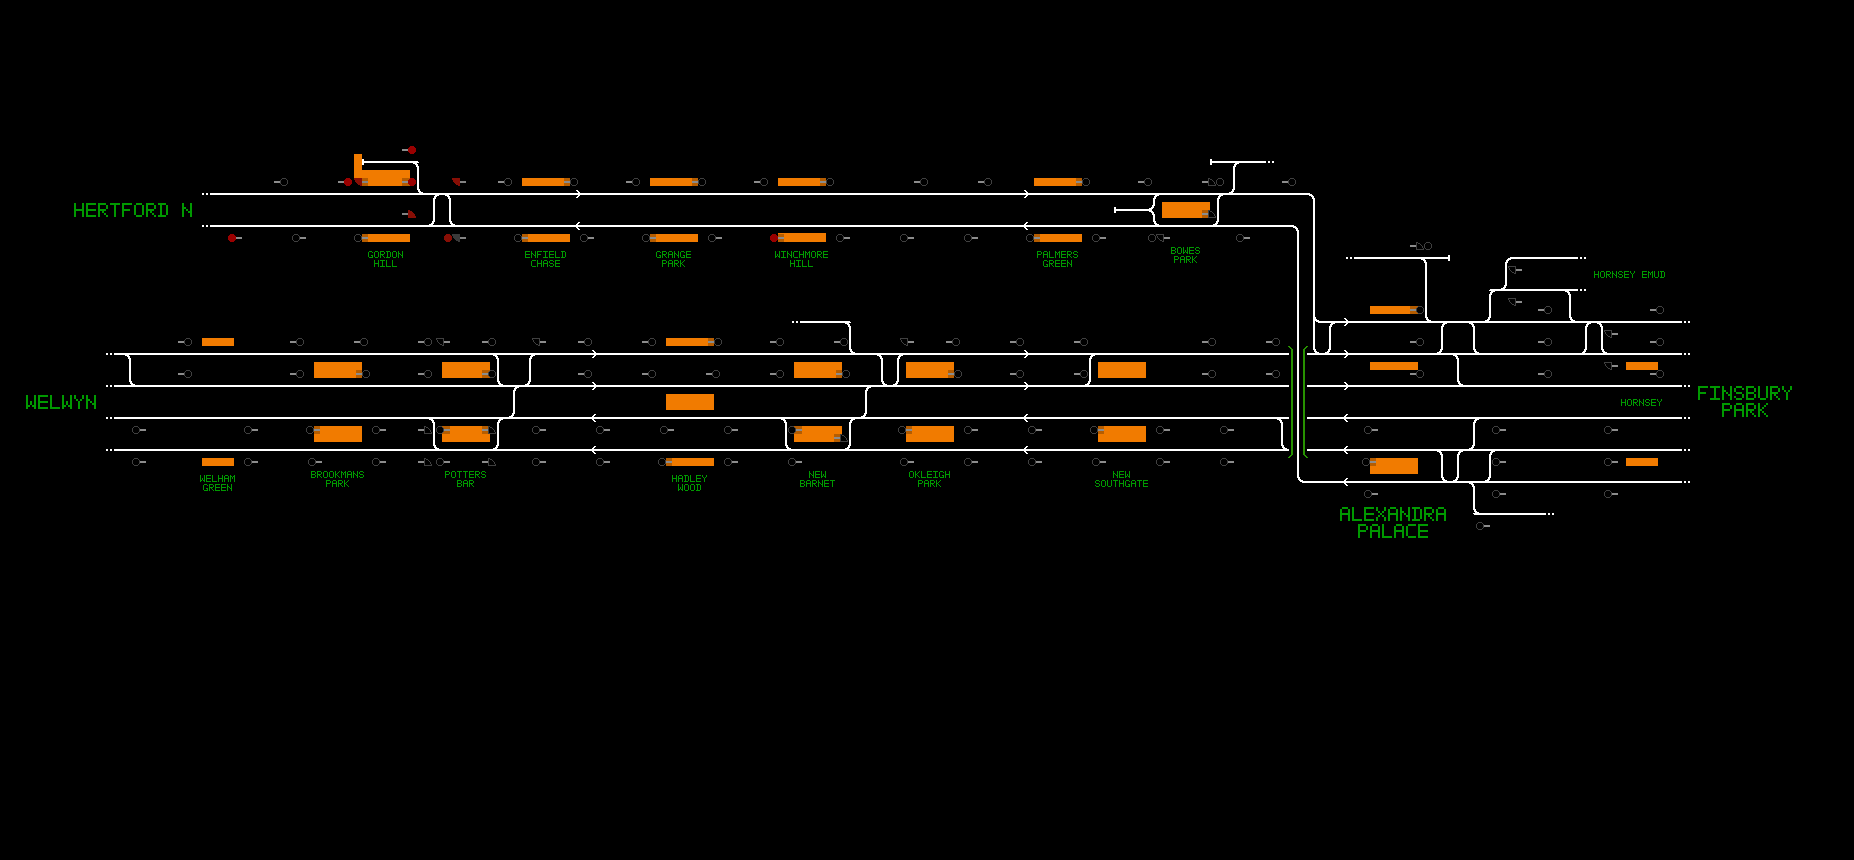 HERTFORD N
GORDON
HILL
ENFIELD
CHASE
GRANGE
PARK
WINCHMORE
HILL
PALMERS
GREEN
BOWES
PARK
HORNSEY EMUD
WELWYN
FINSBURY
PARK
HORNSEY
WELHAM
GREEN
BROOKMANS
PARK
POTTERS
BAR
HADLEY
WOOD
NEW
BARNET
OKLEIGH
PARK
NEW
SOUTHGATE
ALEXANDRA
PALACE